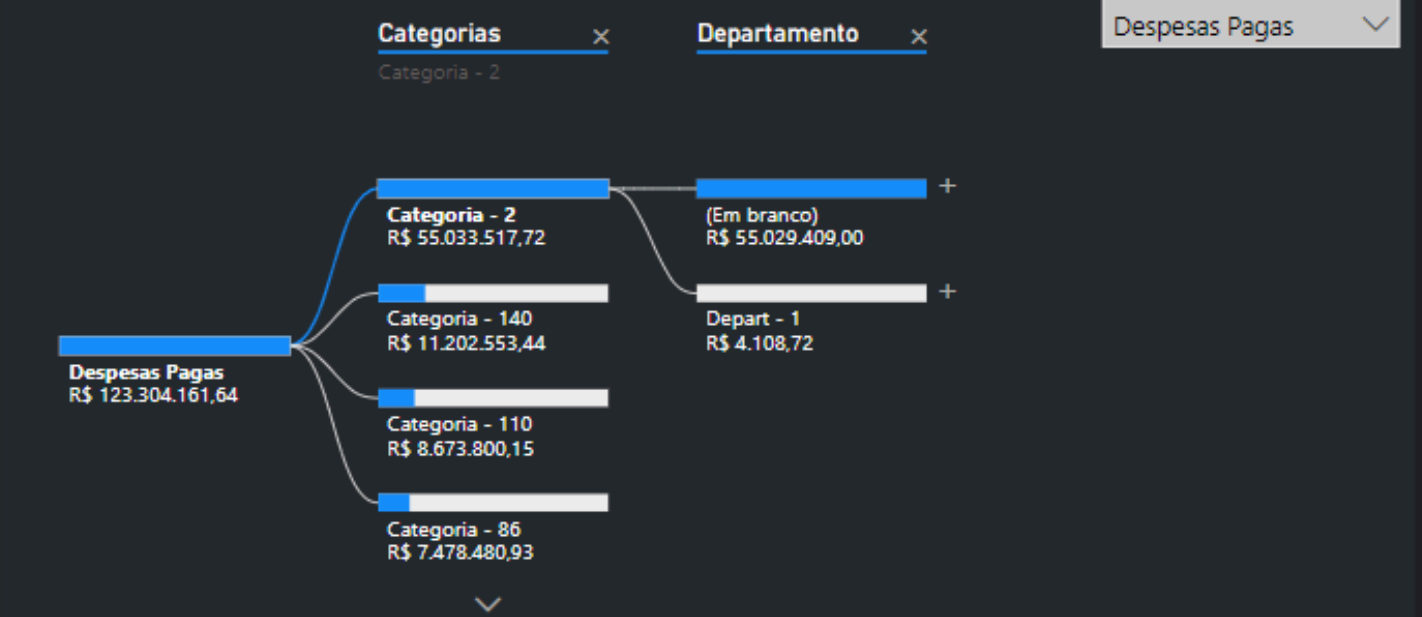 Categorias ×
Departamento ×
Despesas Pagas
Categoria - 2
Categoria - 2
R$ 55.033.517,72
(Em branco)
R$ 55.029.409,00
+
Categoria - 140
R$ 11.202.553,44
Depart - 1
R$ 4.108,72
+
Despesas Pagas
R$ 123.304.161,64
Categoria - 110
R$ 8.673.800,15
Categoria - 86
R$ 7.478.480,93